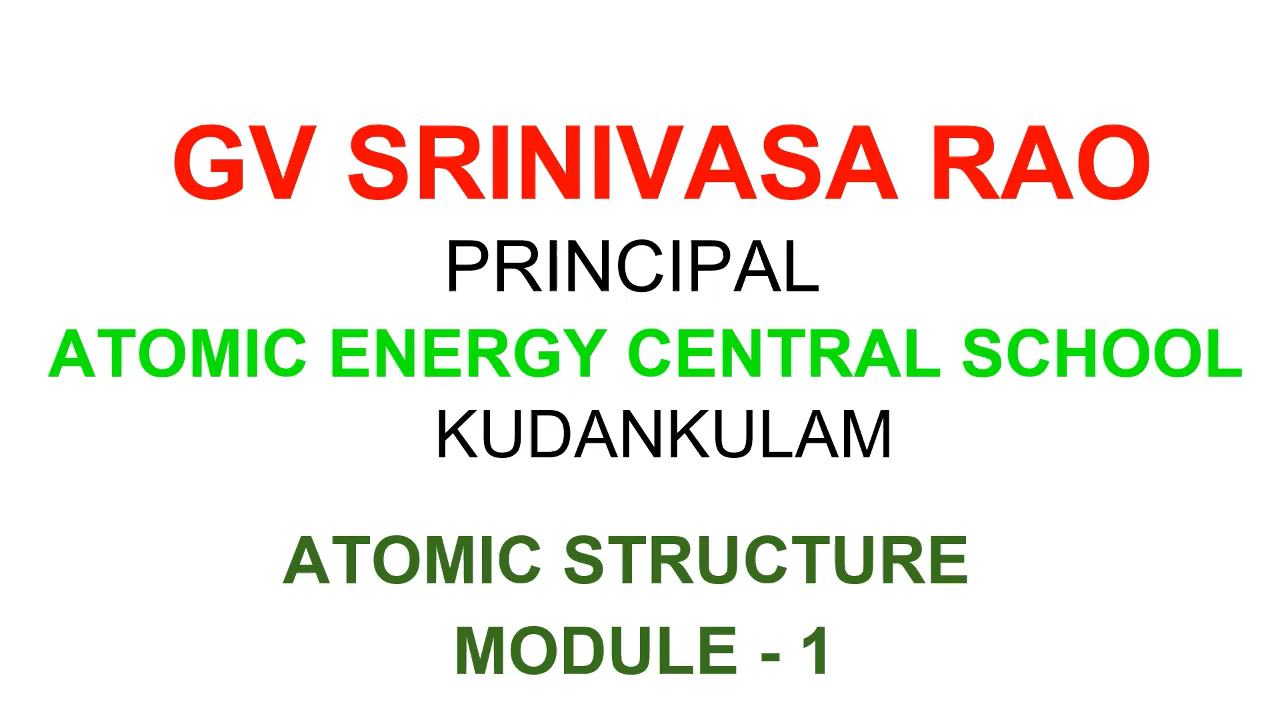 GV SRINIVASA RAO
PRINCIPAL
ATOMIC ENERGY CENTRAL SCHOOL
KUDANKULAM
ATOMIC STRUCTURE
MODULE - 1